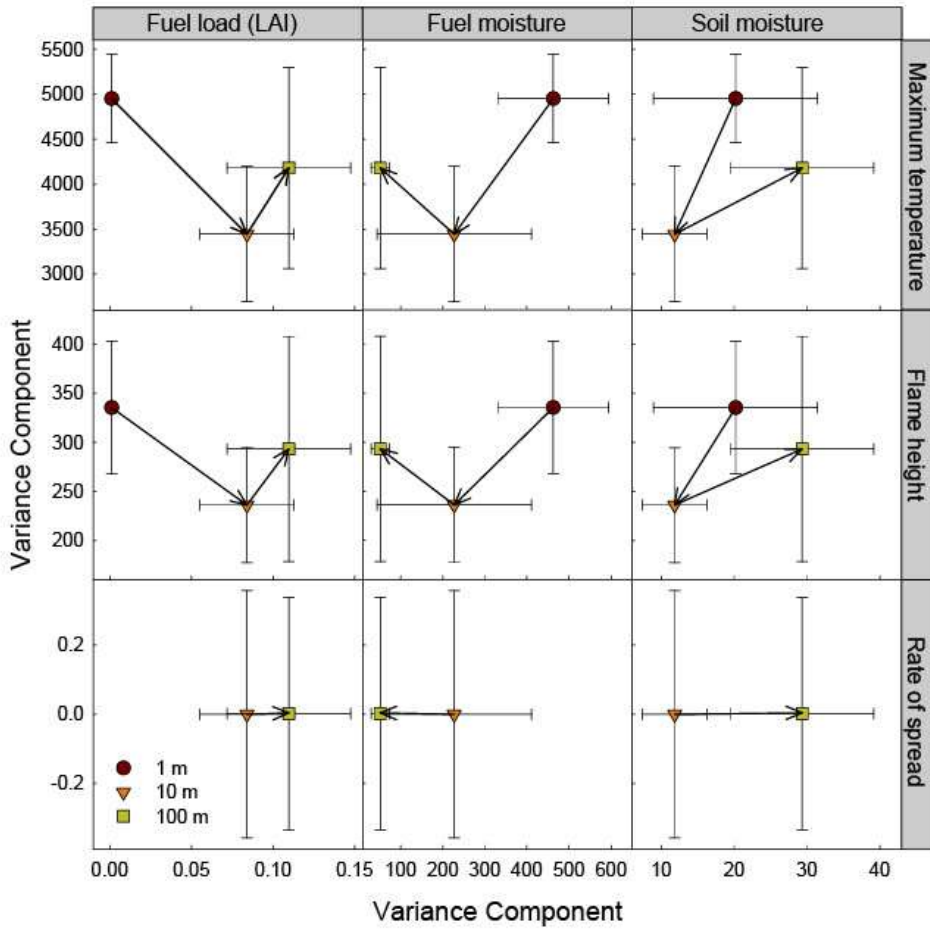 Fuel load (LAI) Fuel moisture Soil moisture
5500
5000
4500
4000
3500
3000
Maximum temperature
400
350
300
250
200
Flame height
Variance Component
0.2
0.0
-0.2
Rate of spread
1 m
10 m
100 m
0.00 0.05 0.10 0.15 100 200 300 400 500 600 10 20 30 40
Variance Component